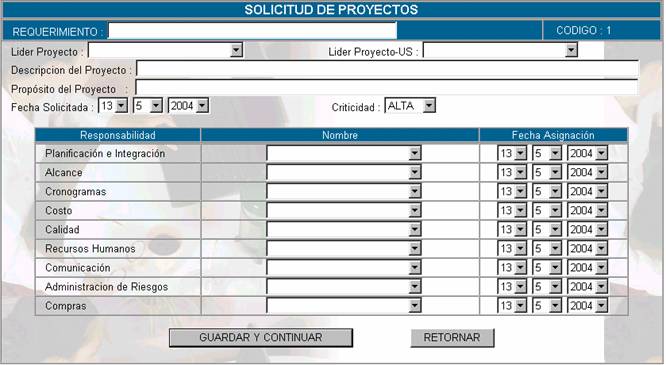 SOLICITUD DE PROYECTOS
REQUERIMIENTO : CODIGO : 1
Lider Proyecto : Lider Proyecto-US :
Descripcion del Proyecto :
Propósito del Proyecto :
Fecha Solicitada : 13 5 2004 Criticidad : ALTA
Responsabilidad Nombre Fecha Asignación
Planificación e Integración 13 5 2004
Alcance 13 5 2004
Cronogramas 13 5 2004
Costo 13 5 2004
Calidad 13 5 2004
Recursos Humanos 13 5 2004
Comunicación 13 5 2004
Administracion de Riesgos 13 5 2004
Compras 13 5 2004
GUARDAR Y CONTINUAR RETORNAR